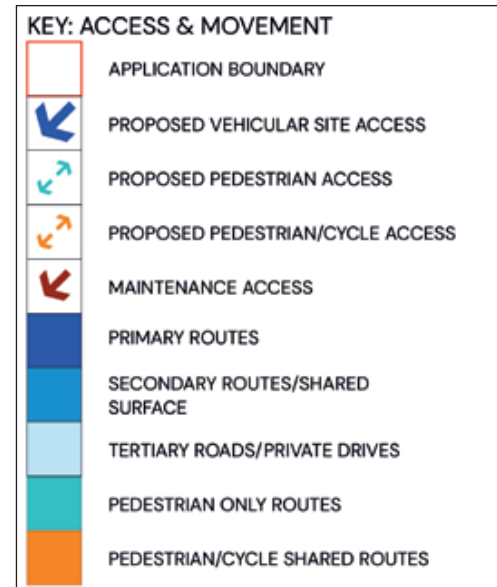 KEY: ACCESS & MOVEMENT
APPLICATION BOUNDARY
PROPOSED VEHICULAR SITE ACCESS
PROPOSED PEDESTRIAN ACCESS
PROPOSED PEDESTRIAN/CYCLE ACCESS
MAINTENANCE ACCESS
PRIMARY ROUTES
SECONDARY ROUTES/SHARED
SURFACE
TERTIARY ROADS/PRIVATE DRIVES
PEDESTRIAN ONLY ROUTES
PEDESTRIAN/CYCLE SHARED ROUTES